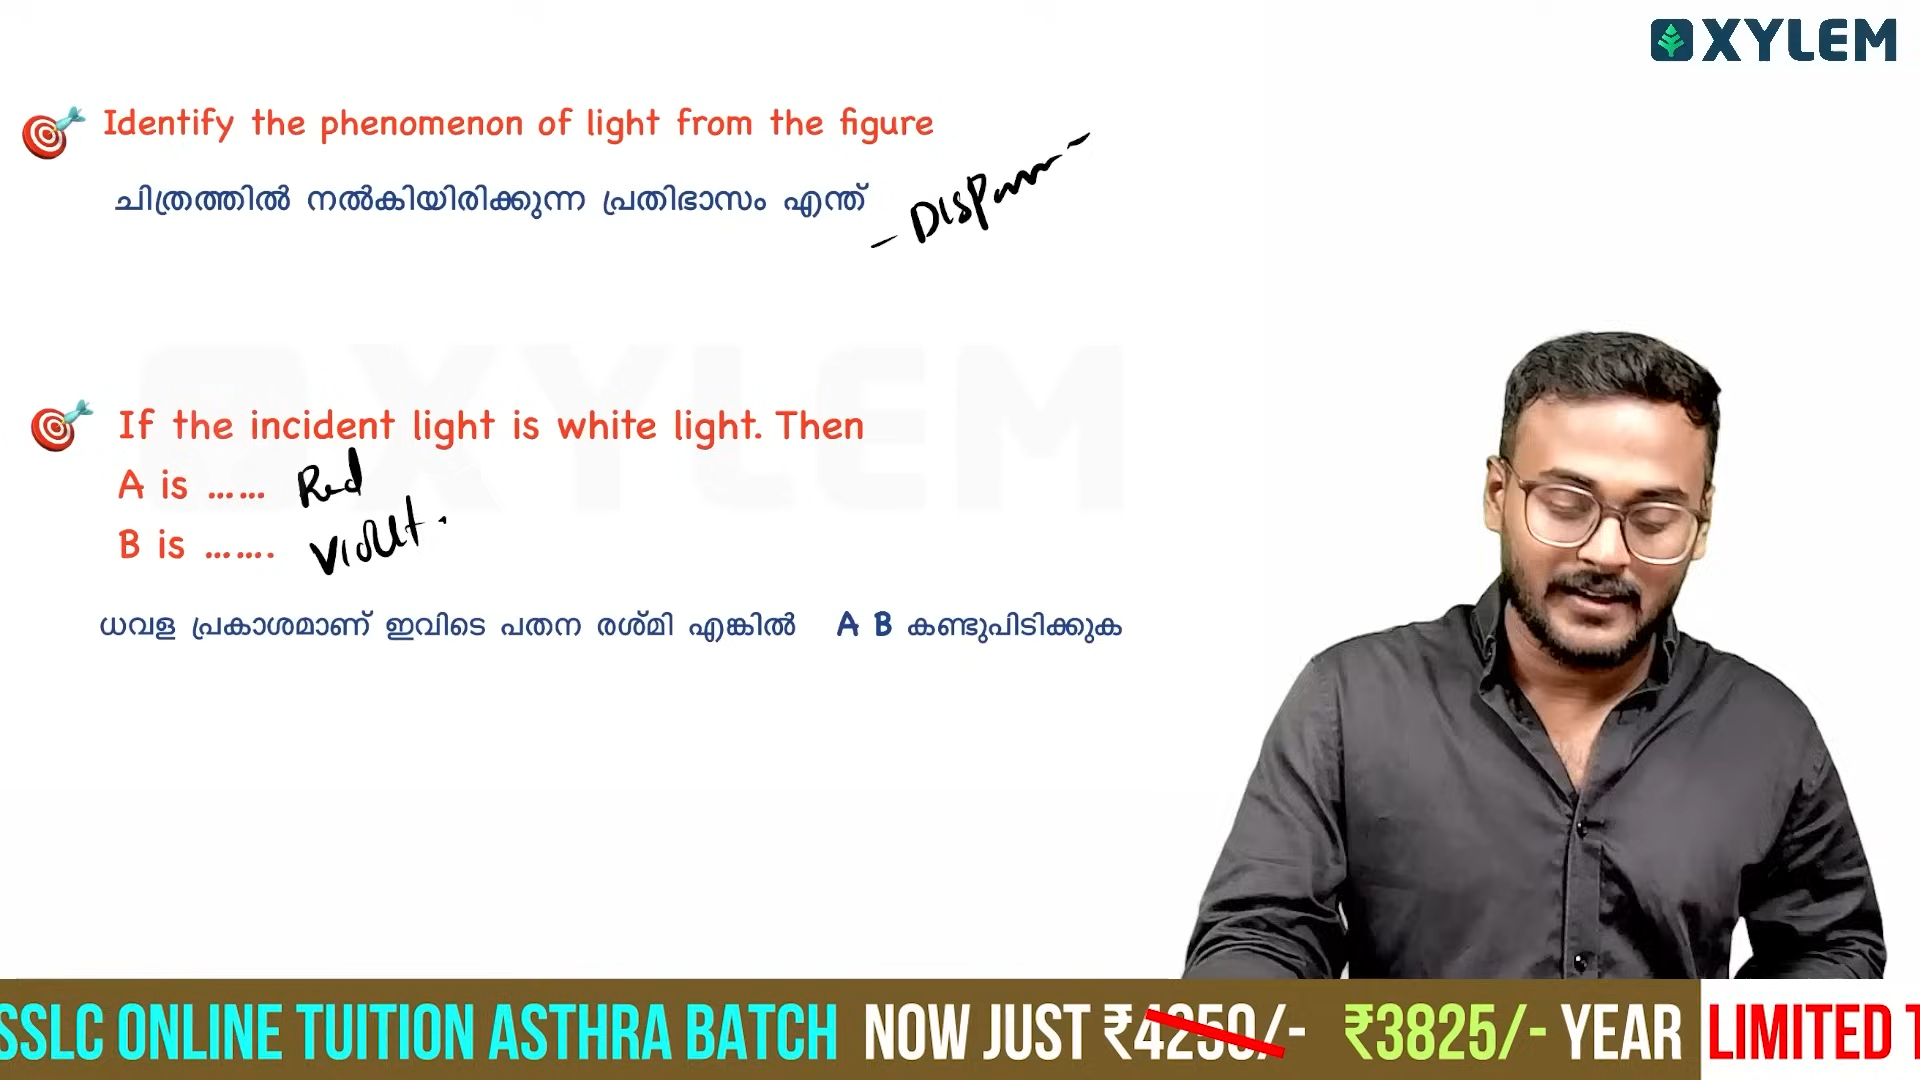 XYLEM
Identify the phenomenon of light from the figure
ചിത്രത്തിൽ നൽകിയിരിക്കുന്ന പ്രതിഭാസം എന്ത്
XYLEM
If the incident light is white light. Then
A is ...... Red
B is ....... Violet.
ധവള പ്രകാശമാണ് ഇവിടെ പതന രശ്മി എങ്കിൽ A B കണ്ടുപിടിക്കുക
SSLC ONLINE TUITION ASTHRA BATCH NOW JUST ₹4250/- ₹3825/- YEAR LIMITED